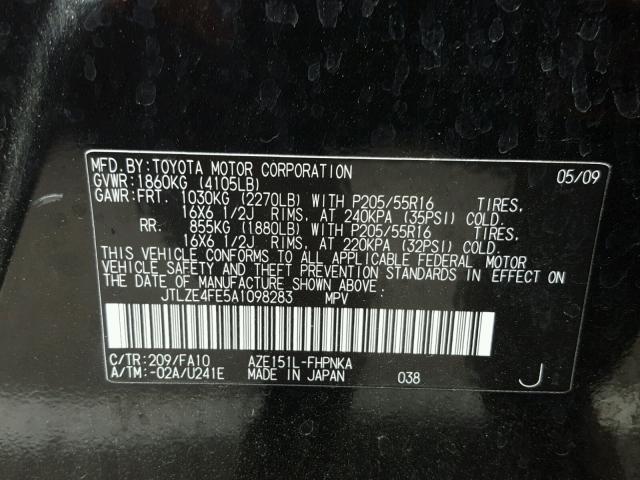 MFD. BY: TOYOTA MOTOR CORPORATION 05/09
GVWR: 1860KG (4105LB)
GAWR: FRT. 1030KG (2270LB) WITH P205/55R16 TIRES,
16X6 1/2J RIMS. AT 240KPA (35PSI) COLD.
RR. 855KG (1880LB) WITH P205/55R16 TIRES,
16X6 1/2J RIMS. AT 220KPA (32PSI) COLD.
THIS VEHICLE CONFORMS TO ALL APPLICABLE FEDERAL MOTOR
VEHICLE SAFETY AND THEFT PREVENTION STANDARDS IN EFFECT ON
THE DATE OF MANUFACTURE SHOWN ABOVE.
JTLZE4FE5A1098283 MPV
C/TR: 209/FA10 AZE151L-FHPNKA
A/TM: -02A/U241E MADE IN JAPAN 038 J